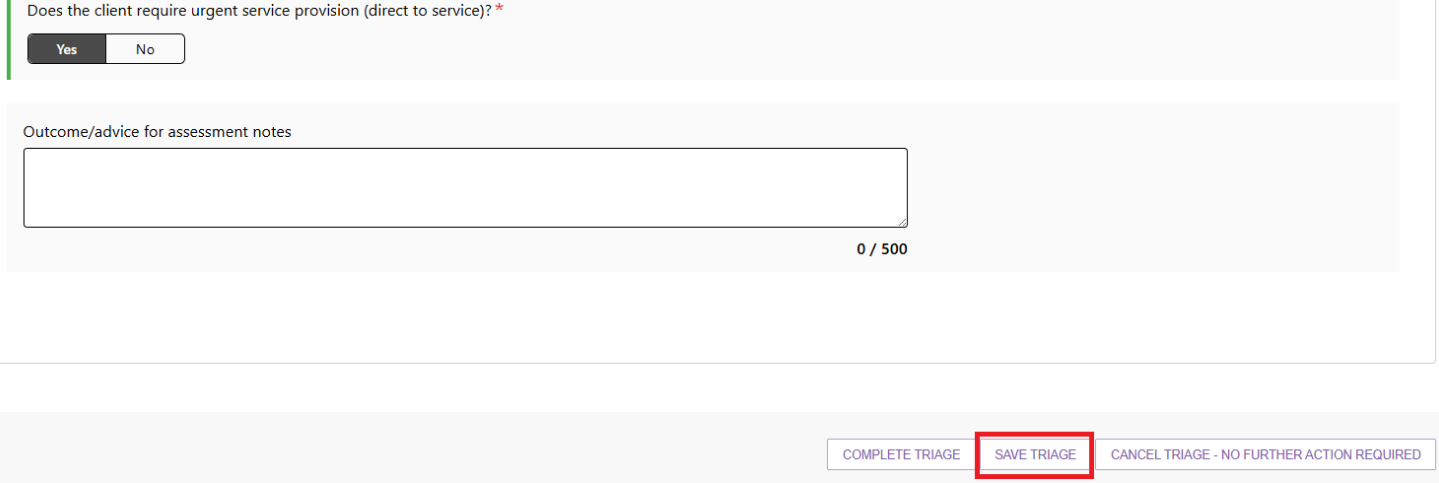 Does the client require urgent service provision (direct to service)? *
Yes No
Outcome/advice for assessment notes
0 / 500
COMPLETE TRIAGE SAVE TRIAGE CANCEL TRIAGE - NO FURTHER ACTION REQUIRED